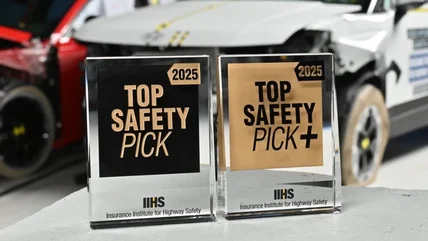 2025
TOP
SAFETY
PICK
IIHS
Insurance Institute for Highway Safety
2025
TOP
SAFETY
PICK+
IIHS
Insurance Institute for Highway Safety